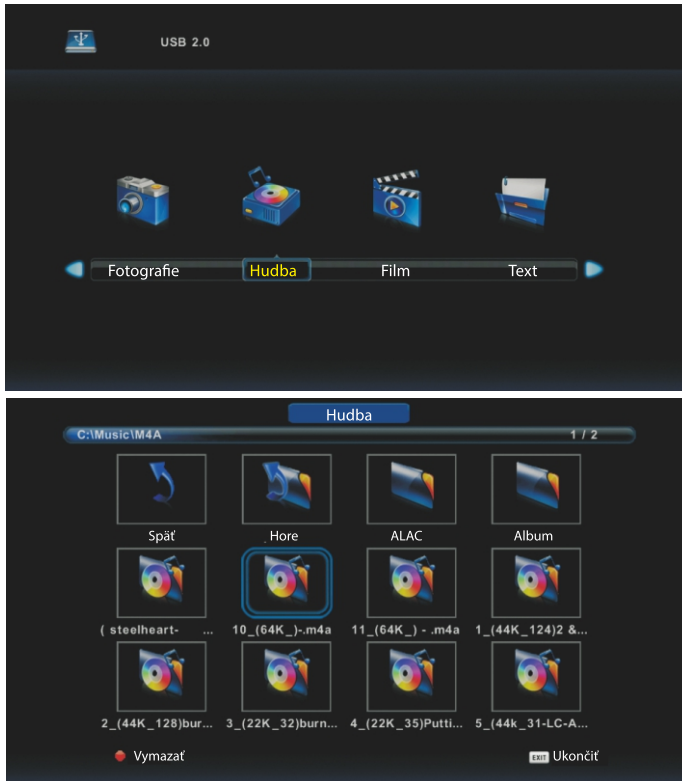 USB 2.0
Fotografie Hudba Film Text
Hudba
C:\Music\M4A 1 / 2
Späť Hore ALAC Album
( steelheart- ... 10_(64K_)-.m4a 11_(64K_) - .m4a 1_(44K_124)2 &...
2_(44K_128)bur... 3_(22K_32)burn... 4_(22K_35)Putti... 5_(44k_31-LC-A...
Vymazať EXIT Ukončiť